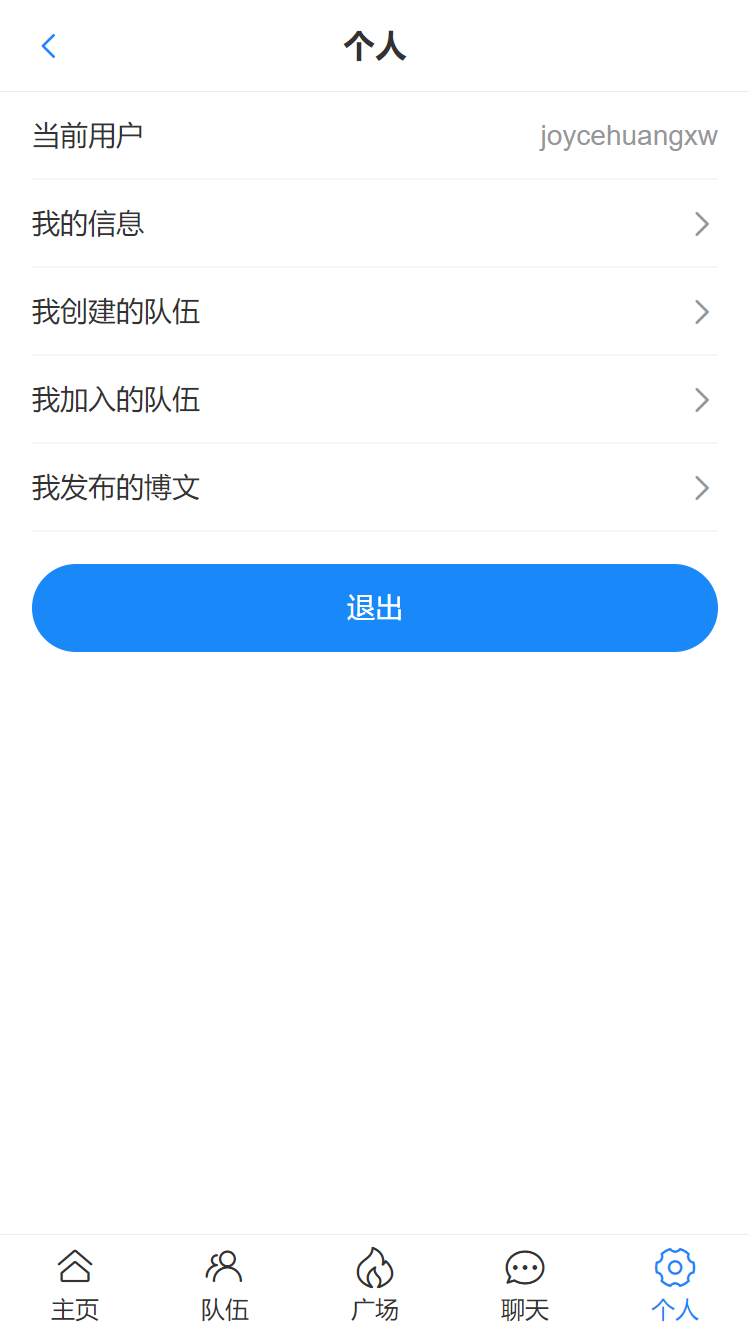 个人
当前用户 joycehuangxw
我的信息
我创建的队伍
我加入的队伍
我发布的博文
退出
主页 队伍 广场 聊天 个人